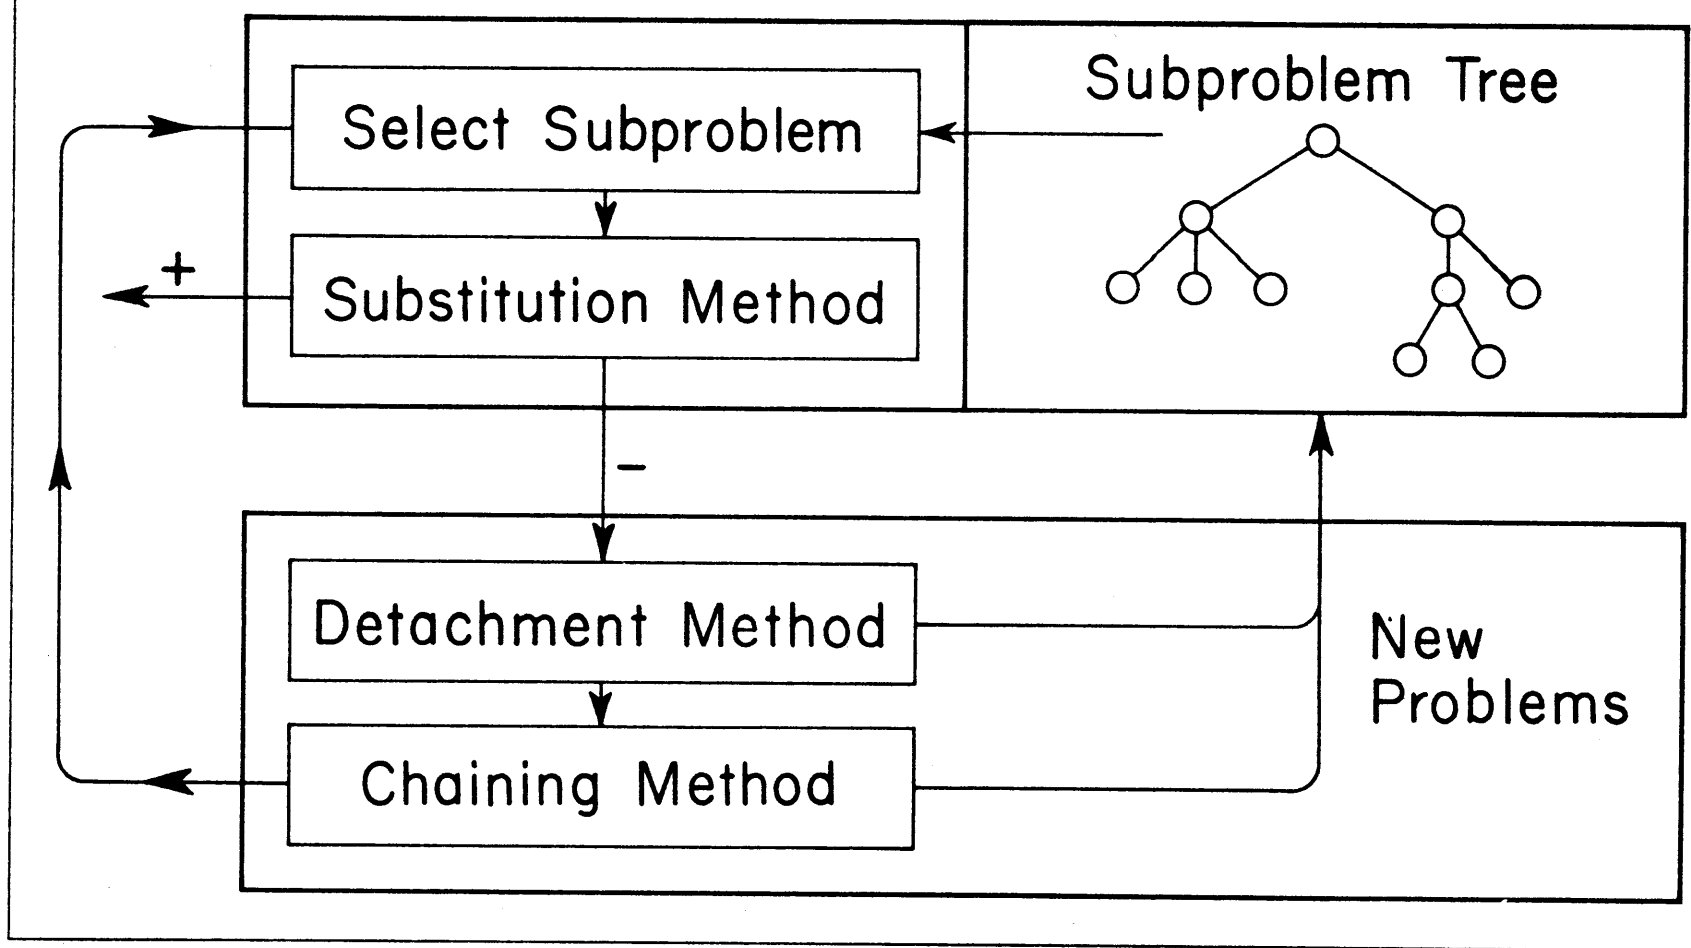 Subproblem Tree
Select Subproblem
+
Substitution Method
−
Detachment Method
New
Problems
Chaining Method